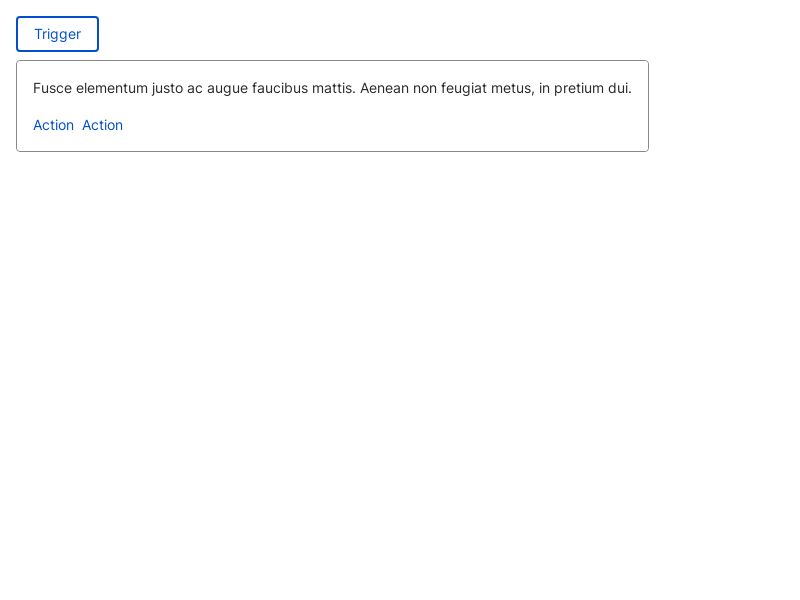 Trigger
Fusce elementum justo ac augue faucibus mattis. Aenean non feugiat metus, in pretium dui.
Action Action